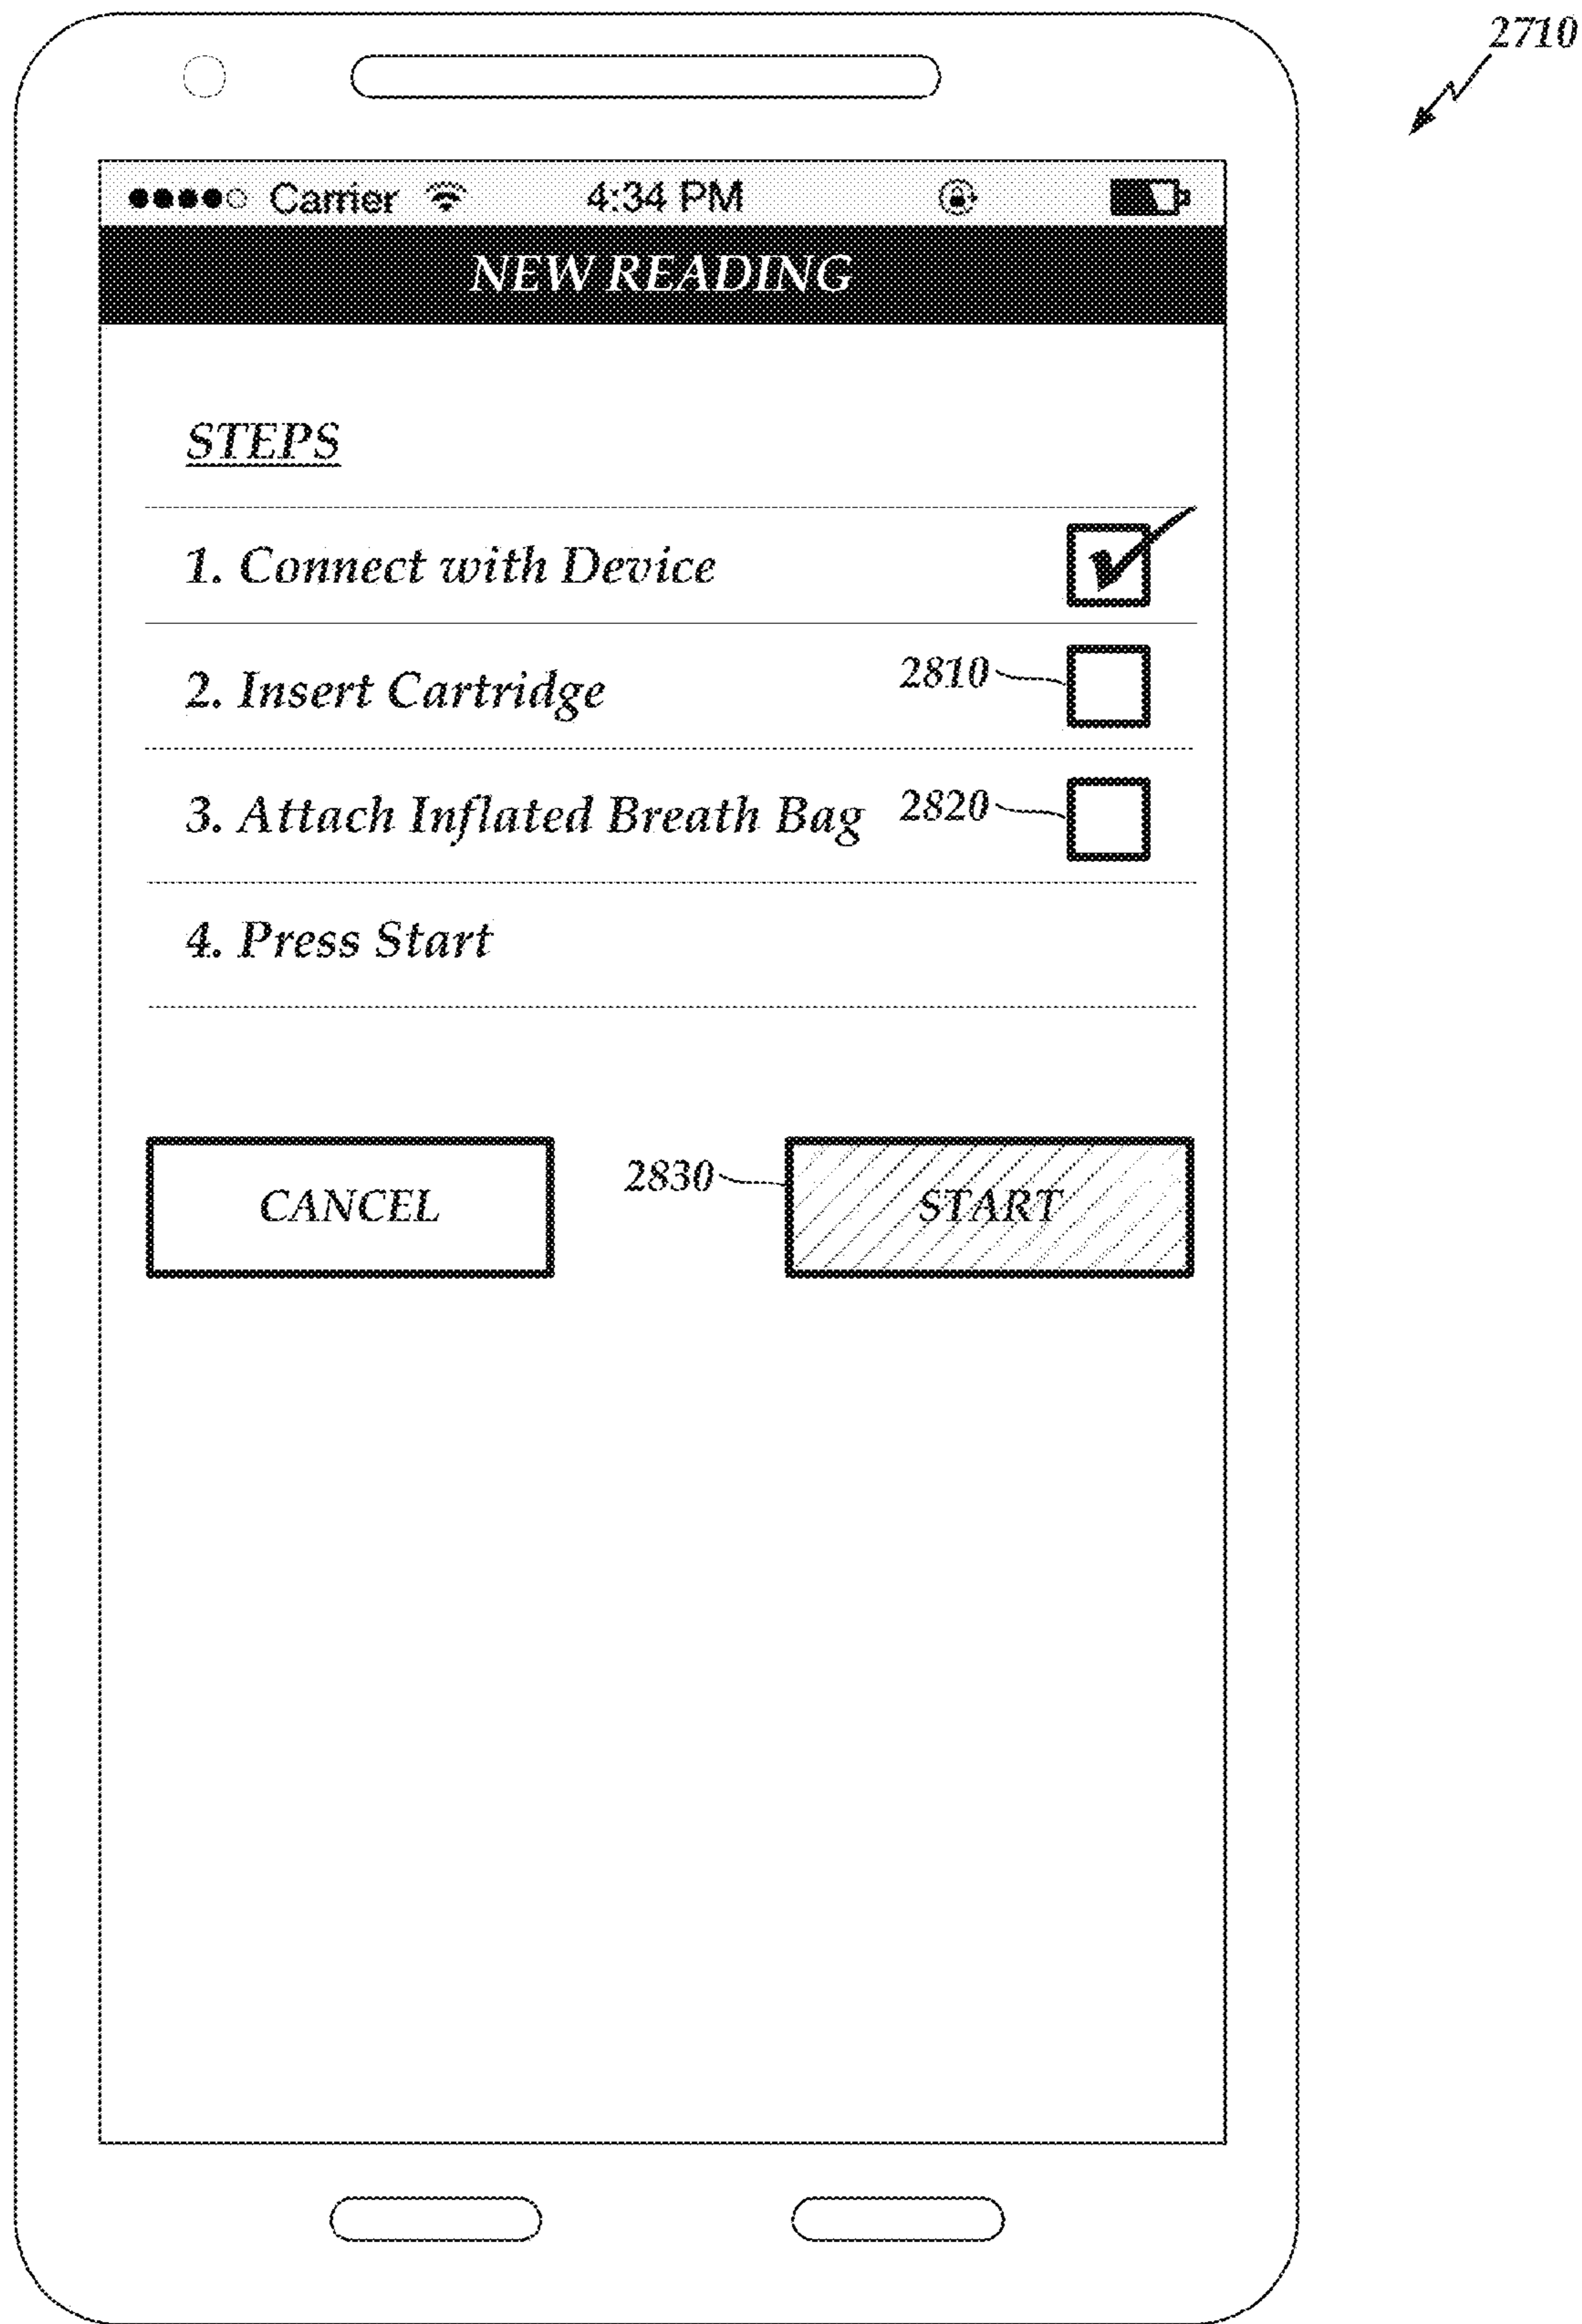 2710
Carrier 4:34 PM
NEW READING
STEPS
1. Connect with Device
2. Insert Cartridge 2810
3. Attach Inflated Breath Bag 2820
4. Press Start
CANCEL 2830 START